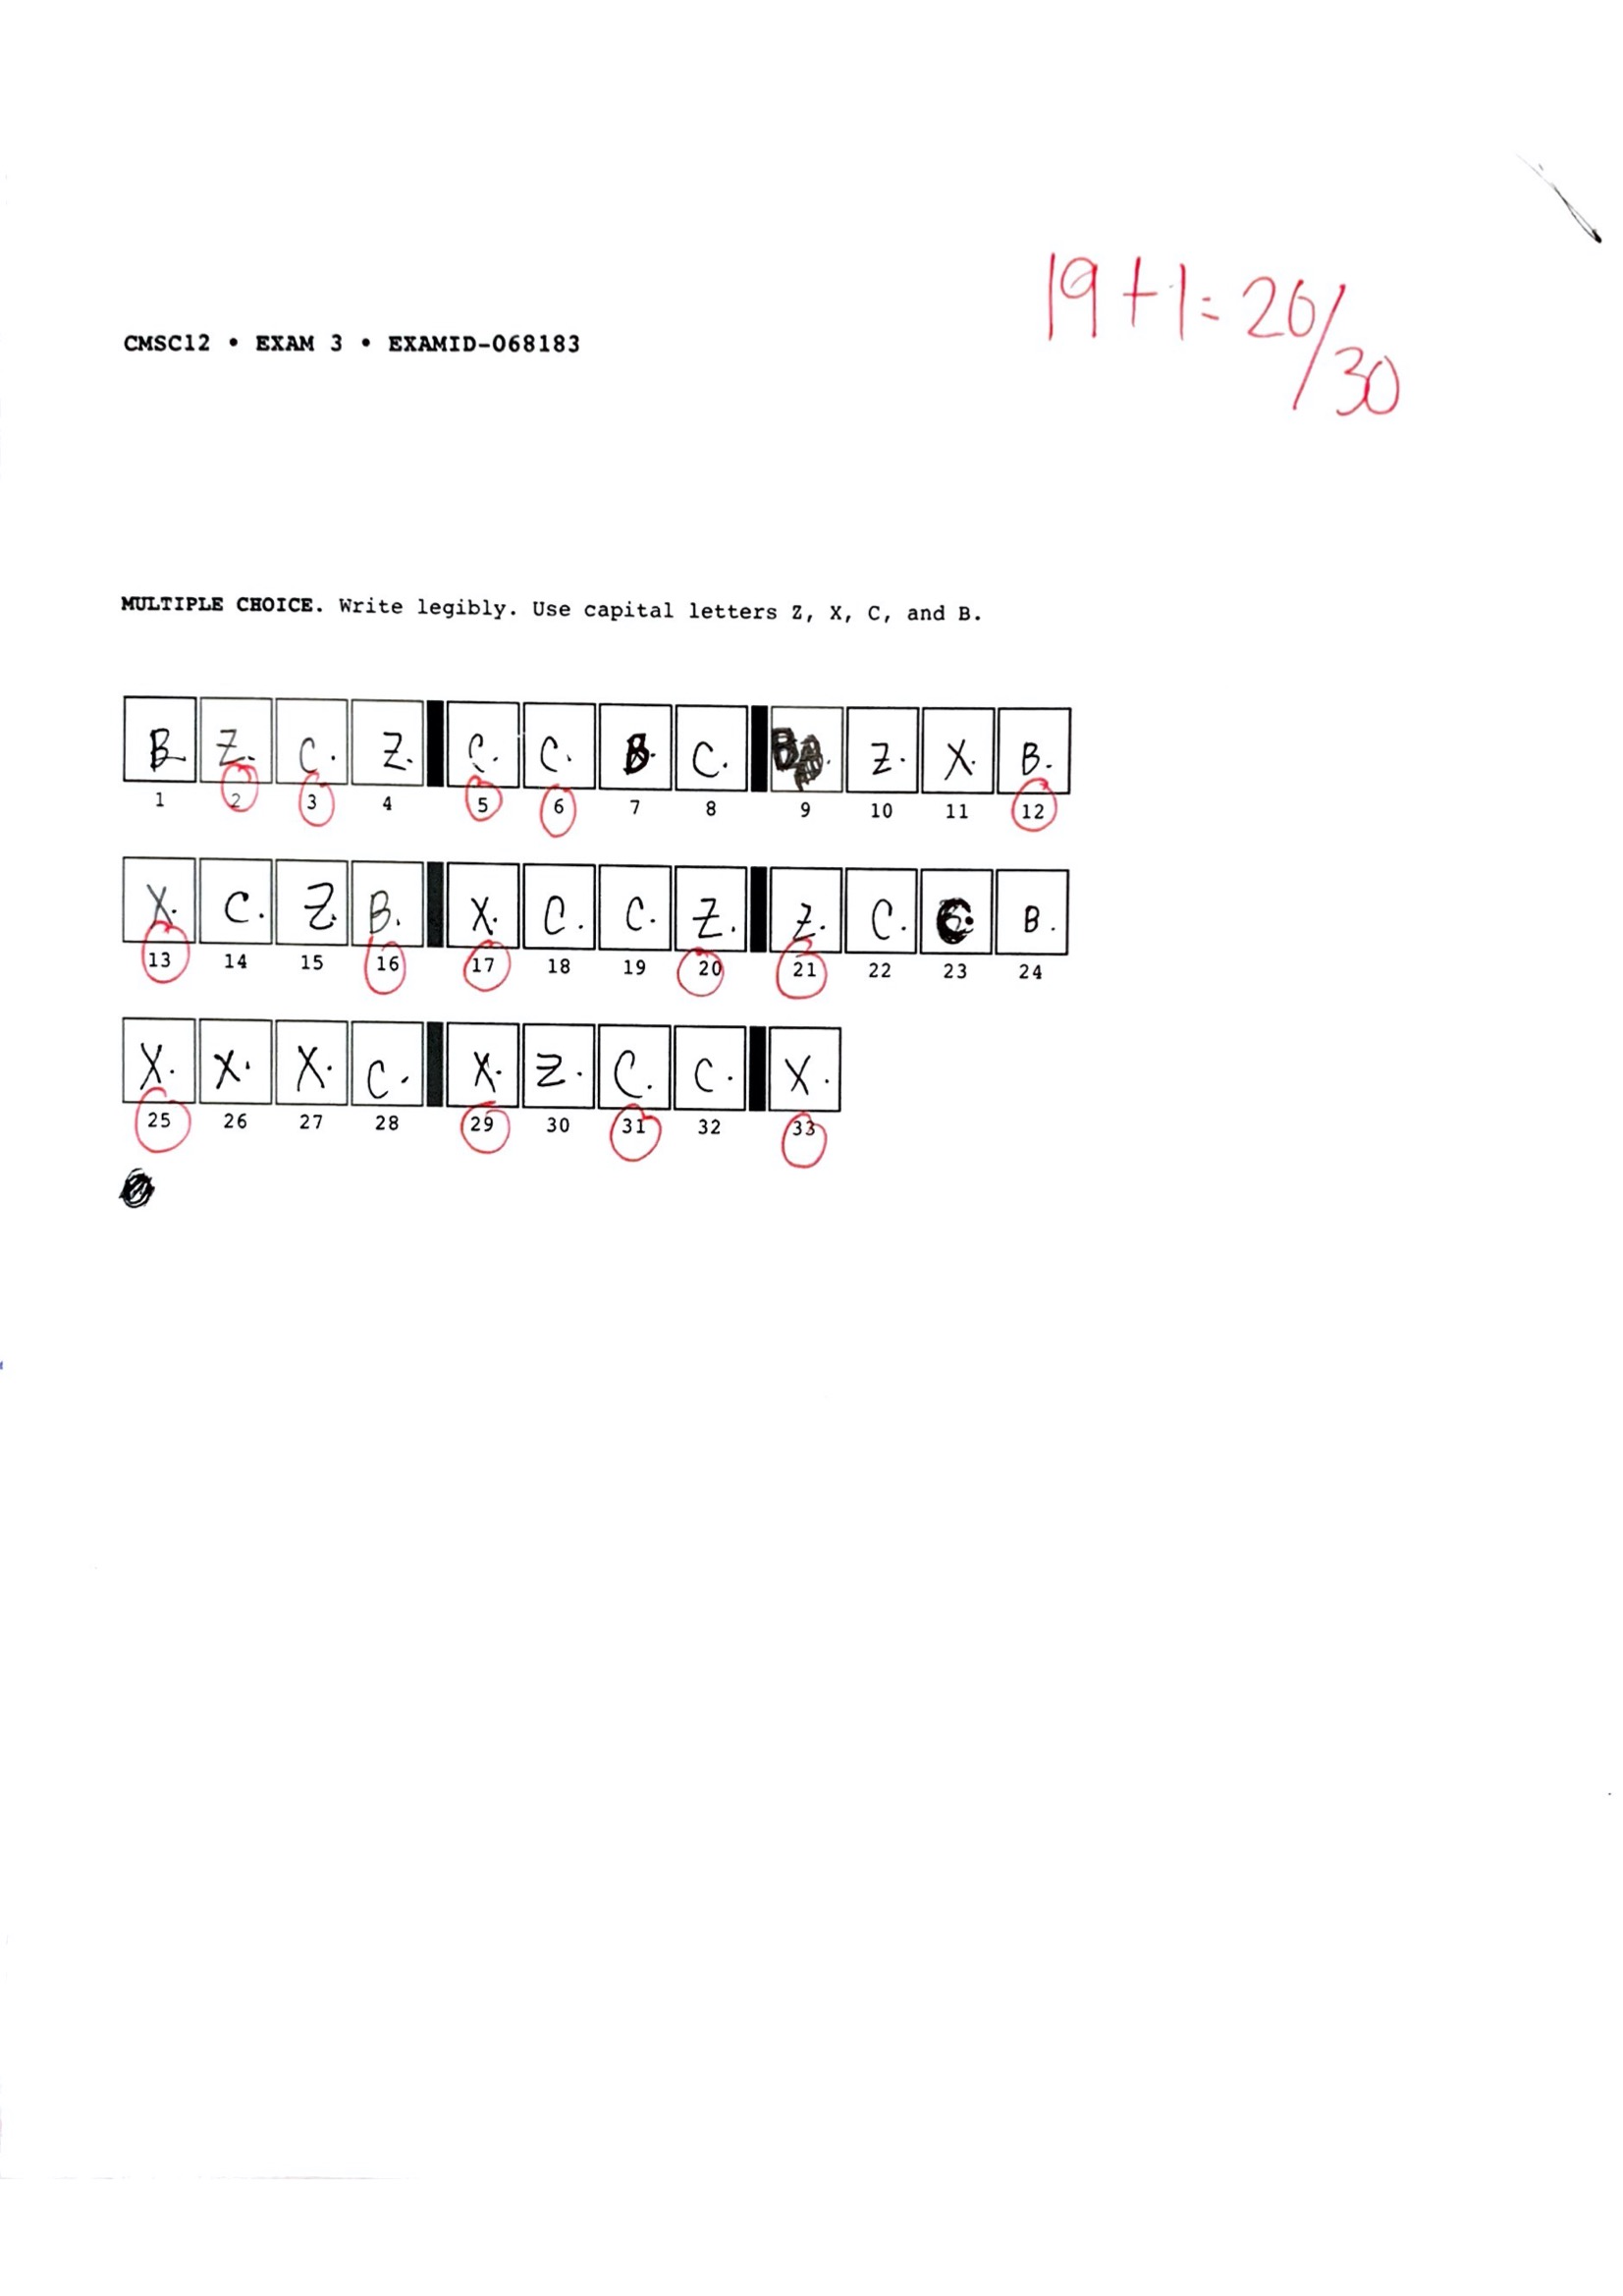 19 + 1 = 20/30
CMSC12 • EXAM 3 • EXAMID-068183
MULTIPLE CHOICE. Write legibly. Use capital letters Z, X, C, and B.
B. Z. C. Z. C. C. B. C. Z. X. B.
1 2 3 4 5 6 7 8 9 10 11 12
X. C. Z. B. X. C. C. Z. Z. C. C. B.
13 14 15 16 17 18 19 20 21 22 23 24
X. X. X. C. X. Z. C. C. X.
25 26 27 28 29 30 31 32 33